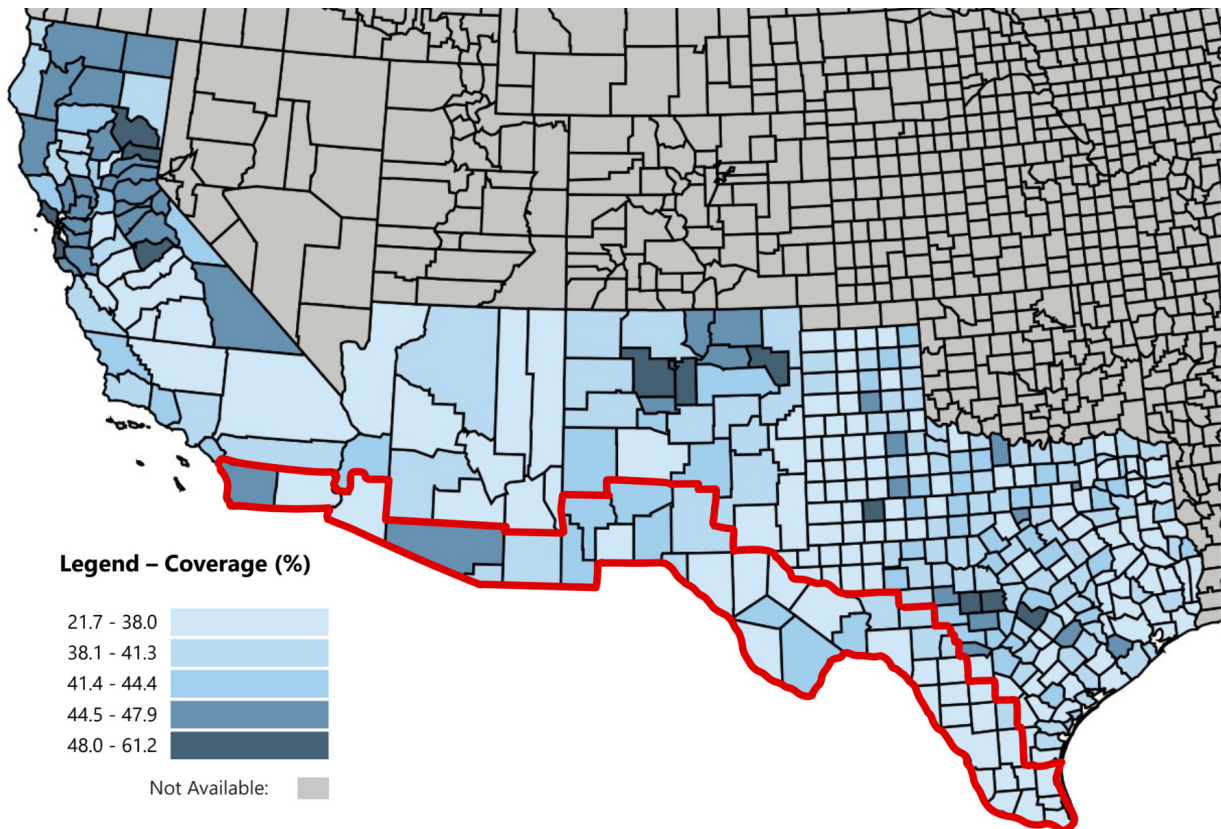 Legend – Coverage (%)
21.7 - 38.0
38.1 - 41.3
41.4 - 44.4
44.5 - 47.9
48.0 - 61.2
Not Available: